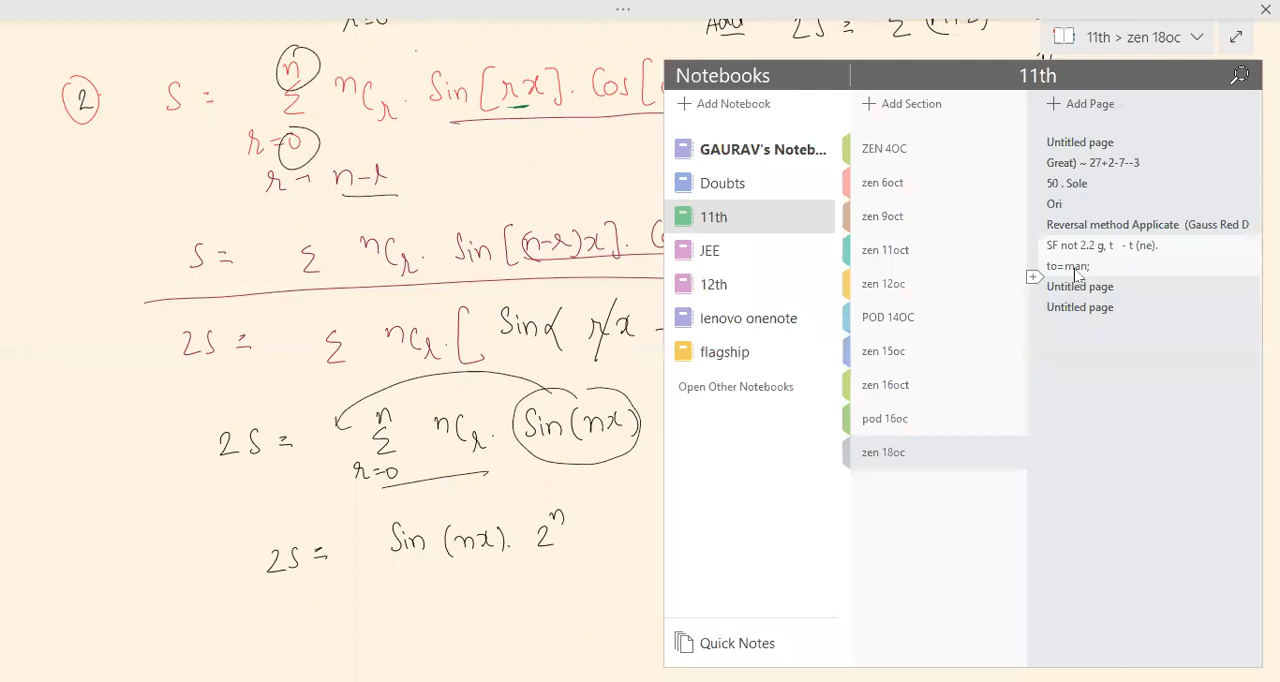 r=0
Add 2S = Σ
11th > zen 18oc
② S = n Σ r=0 nCr. Sin[rx]. Cos[
r → n-r
S = Σ nCr. Sin[(n-r)x]. Co
2S = Σ nCr. [ Sin α r/x -
2S = n Σ r=0 nCr. Sin(nx)
2S = Sin (nx). 2^n
Notebooks
11th
+ Add Notebook
+ Add Section
+ Add Page
GAURAV's Noteb...
Doubts
11th
JEE
12th
lenovo onenote
flagship
Open Other Notebooks
Quick Notes
ZEN 4OC
zen 6oct
zen 9oct
zen 11oct
zen 12oc
POD 14OC
zen 15oc
zen 16oct
pod 16oc
zen 18oc
Untitled page
Great) ~ 27+2-7--3
50 . Sole
Ori
Reversal method Applicate (Gauss Red D
SF not 2.2 g, t - t (ne).
to=man;
Untitled page
Untitled page